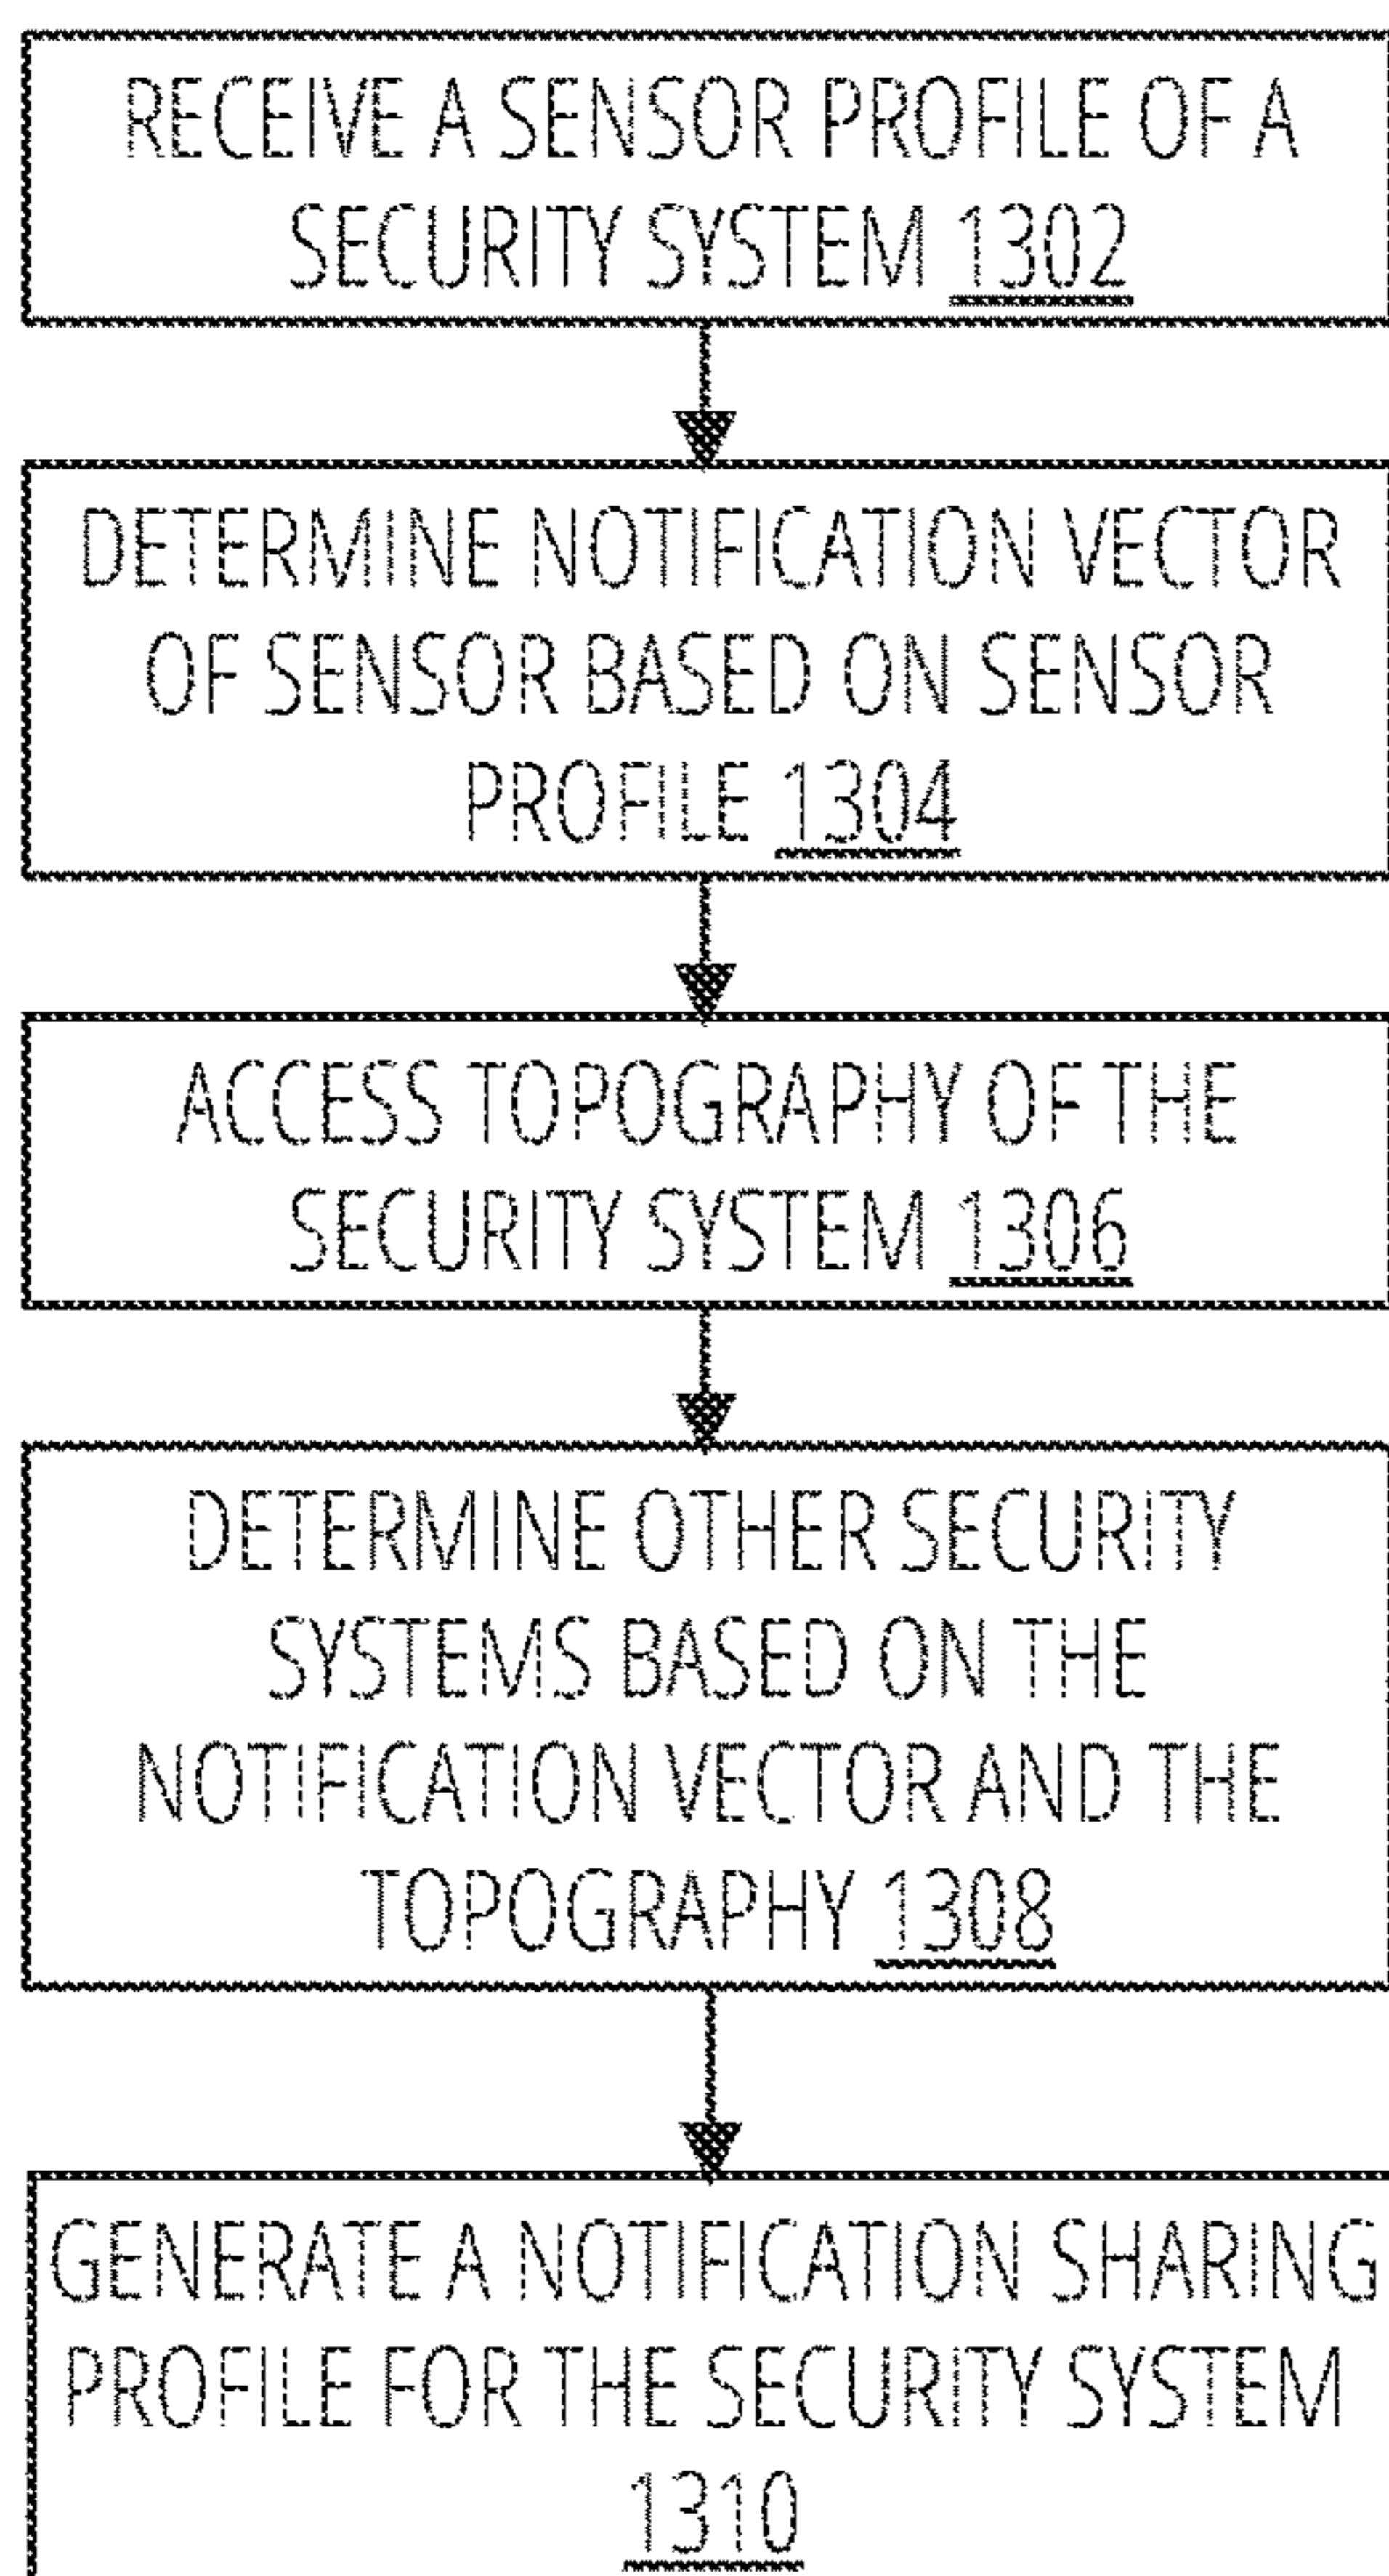 RECEIVE A SENSOR PROFILE OF A
SECURITY SYSTEM 1302
DETERMINE NOTIFICATION VECTOR
OF SENSOR BASED ON SENSOR
PROFILE 1304
ACCESS TOPOGRAPHY OF THE
SECURITY SYSTEM 1306
DETERMINE OTHER SECURITY
SYSTEMS BASED ON THE
NOTIFICATION VECTOR AND THE
TOPOGRAPHY 1308
GENERATE A NOTIFICATION SHARING
PROFILE FOR THE SECURITY SYSTEM
1310